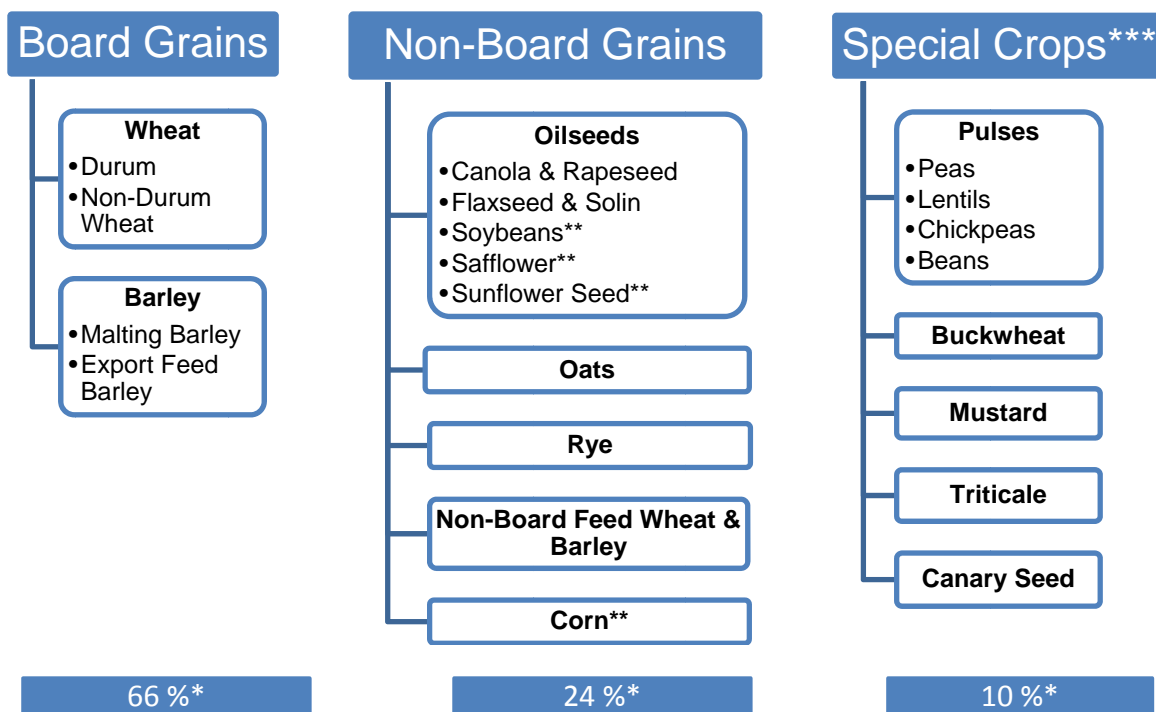 Board Grains
Wheat
•Durum
•Non-Durum
Wheat
Barley
•Malting Barley
•Export Feed
Barley
66 %*
Non-Board Grains
Oilseeds
•Canola & Rapeseed
•Flaxseed & Solin
•Soybeans**
•Safflower**
•Sunflower Seed**
Oats
Rye
Non-Board Feed Wheat &
Barley
Corn**
24 %*
Special Crops***
Pulses
•Peas
•Lentils
•Chickpeas
•Beans
Buckwheat
Mustard
Triticale
Canary Seed
10 %*